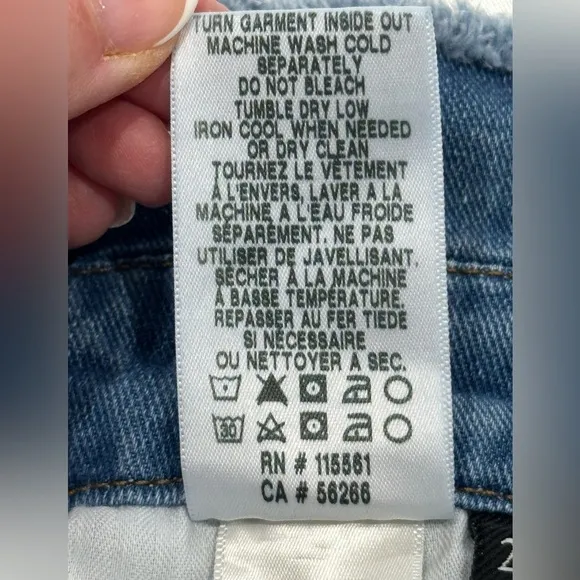 TURN GARMENT INSIDE OUT
MACHINE WASH COLD
SEPARATELY
DO NOT BLEACH
TUMBLE DRY LOW
IRON COOL WHEN NEEDED
OR DRY CLEAN
TOURNEZ LE VÊTEMENT
À L'ENVERS, LAVER A LA
MACHINE A L'EAU FROIDE
SÉPARÉMENT. NE PAS
UTILISER DE JAVELLISANT.
SÉCHER À LA MACHINE
À BASSE TEMPÉRATURE.
REPASSER AU FER TIEDE
SI NÉCESSAIRE
OU NETTOYER A SEC.
30
RN # 115561
CA # 56266
2